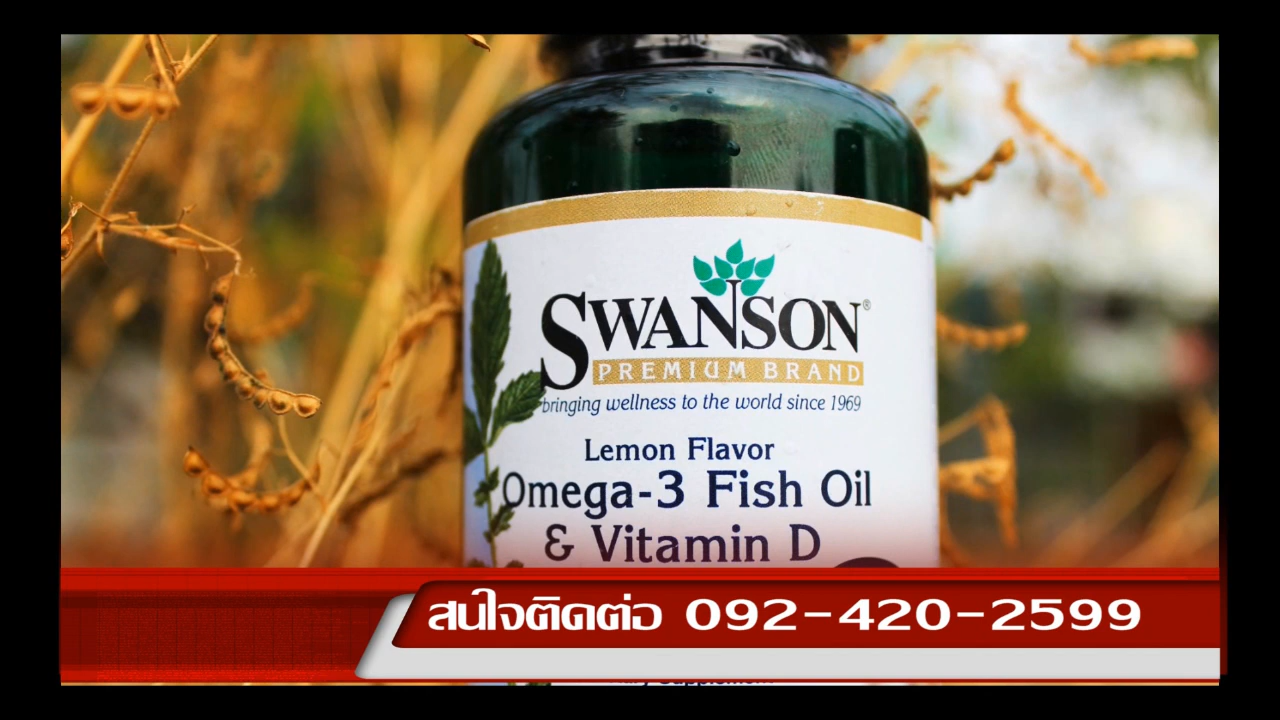 SWANSON®
PREMIUM BRAND
bringing wellness to the world since 1969
Lemon Flavor
Omega-3 Fish Oil
& Vitamin D
สนใจติดต่อ 092-420-2599